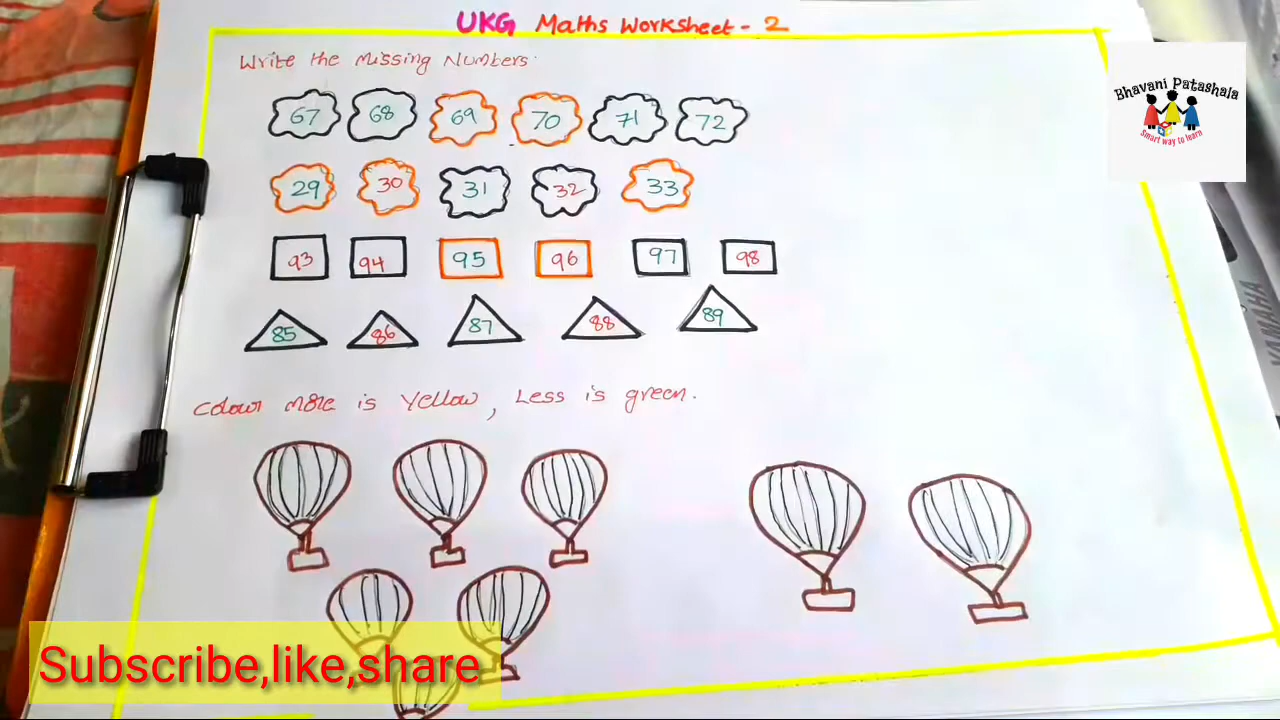 UKG Maths Worksheet - 2
Write the Missing Numbers.
67 68 69 70 71 72
29 30 31 32 33
93 94 95 96 97 98
85 86 87 88 89
Colour more is Yellow, Less is green.
Bhavani Patashala
Smart way to learn
YAMAHA
Subscribe,like,share